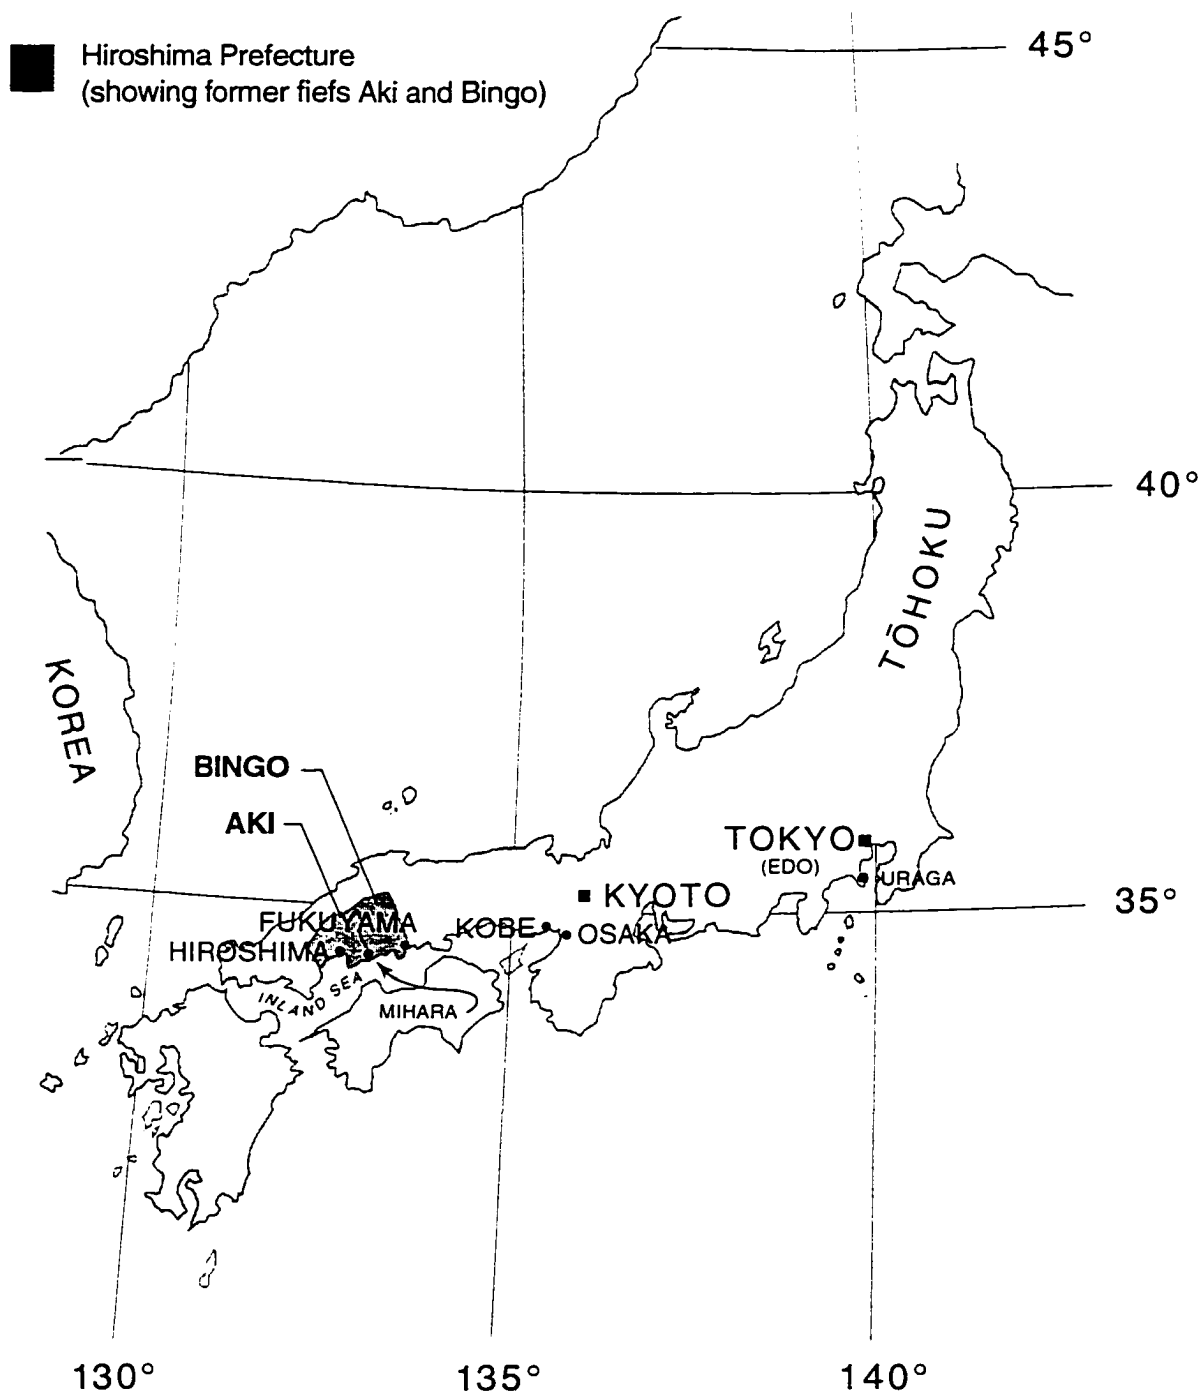 Hiroshima Prefecture
(showing former fiefs Aki and Bingo)
45°
40°
TŌHOKU
KOREA
BINGO
AKI
TOKYO
(EDO)
URAGA
KYOTO
35°
FUKUYAMA
KOBE
OSAKA
HIROSHIMA
INLAND SEA
MIHARA
130°
135°
140°